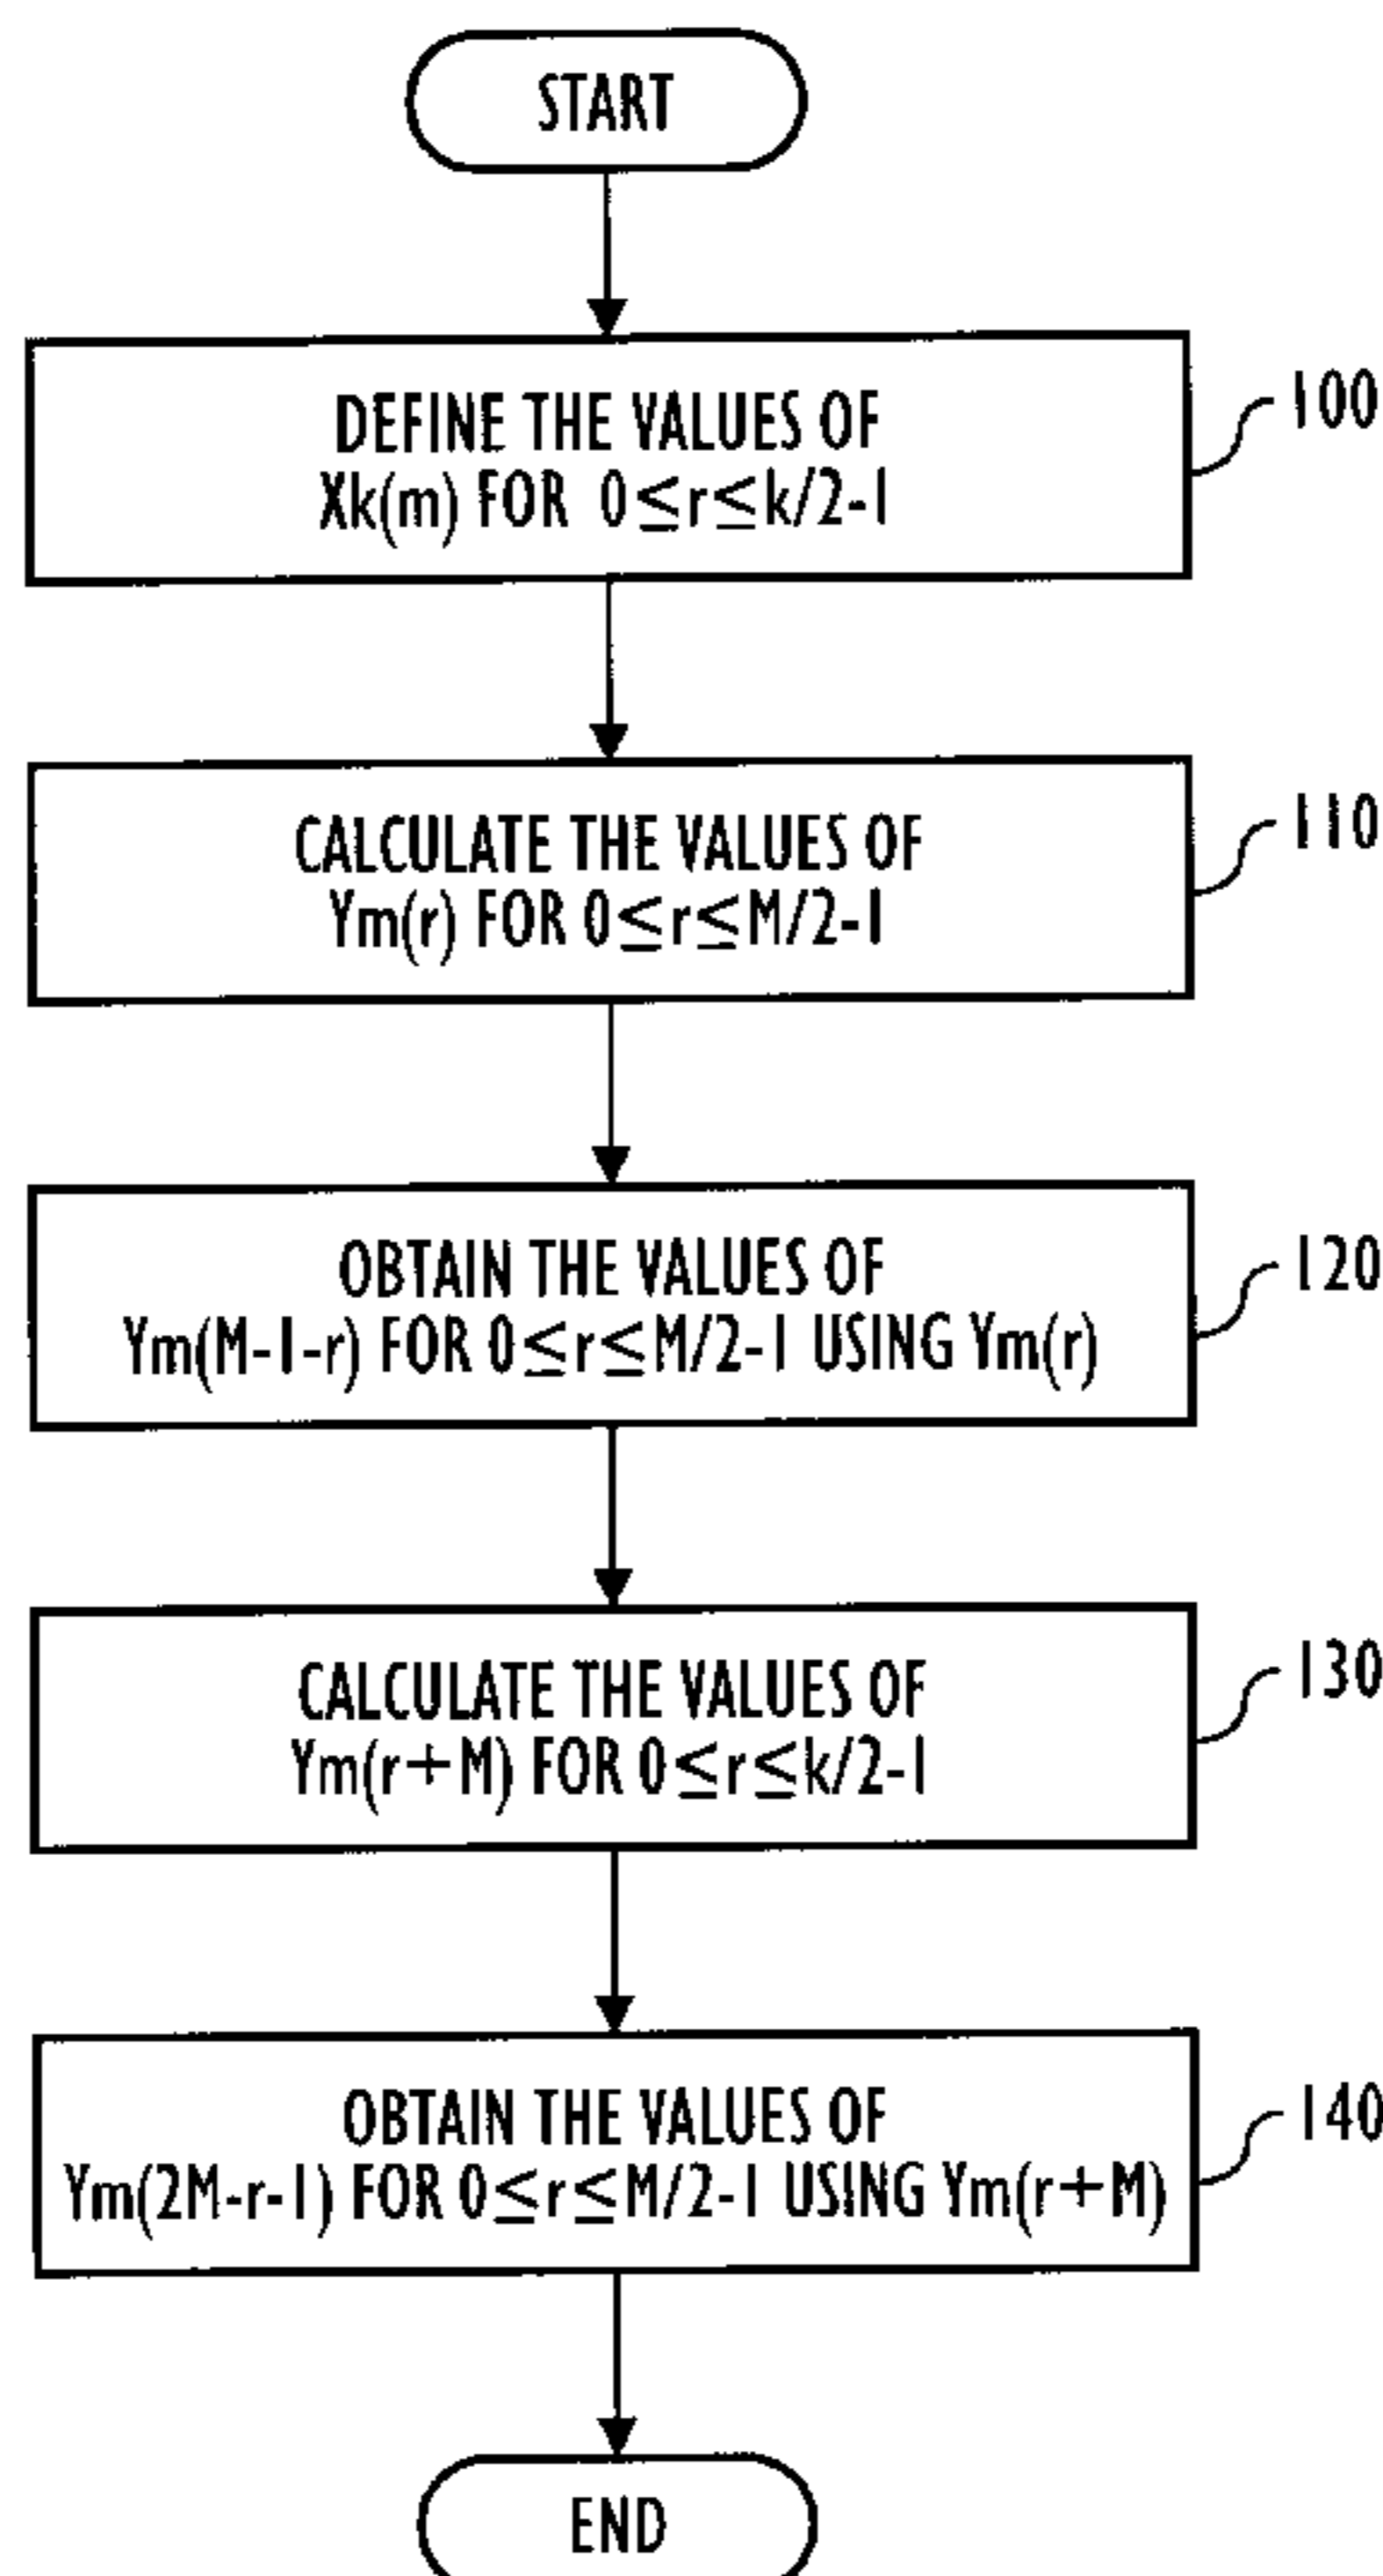 START
DEFINE THE VALUES OF
Xk(m) FOR 0≤r≤k/2-1
100
CALCULATE THE VALUES OF
Ym(r) FOR 0≤r≤M/2-1
110
OBTAIN THE VALUES OF
Ym(M-1-r) FOR 0≤r≤M/2-1 USING Ym(r)
120
CALCULATE THE VALUES OF
Ym(r+M) FOR 0≤r≤k/2-1
130
OBTAIN THE VALUES OF
Ym(2M-r-1) FOR 0≤r≤M/2-1 USING Ym(r+M)
140
END